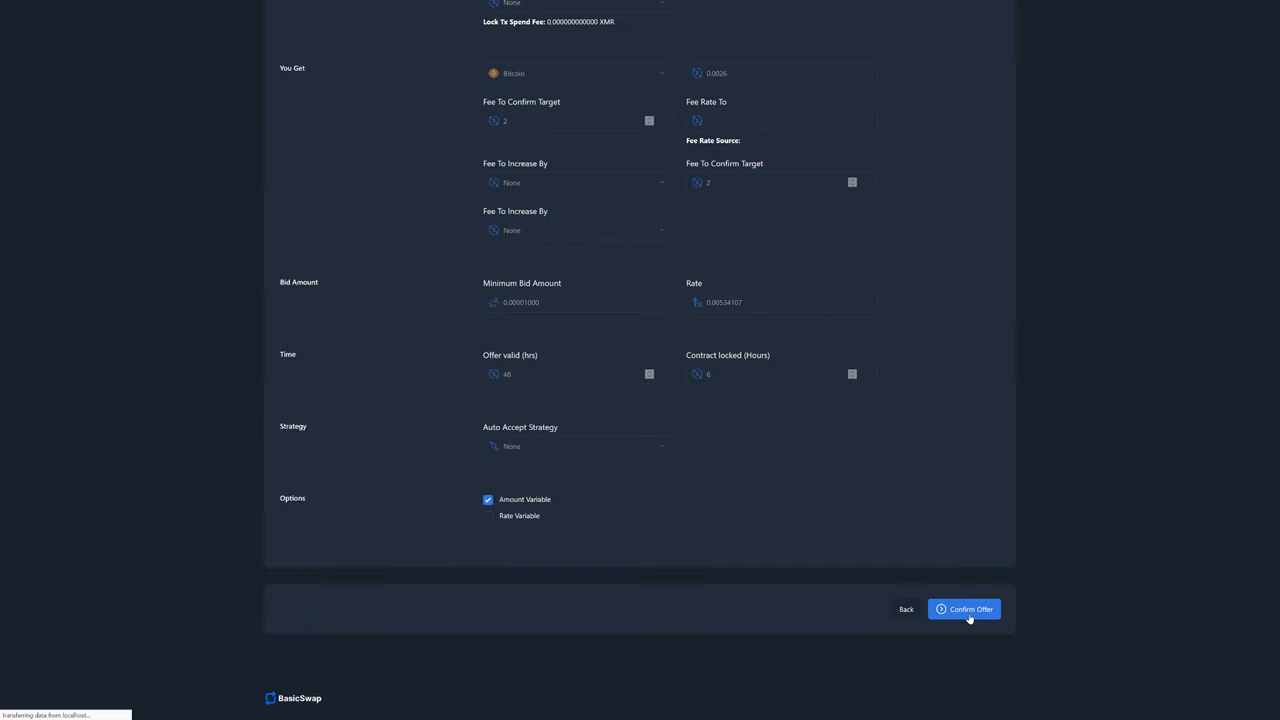 None
Lock Tx Spend Fee: 0.000000000000 XMR
You Get
Bitcoin
0.0026
Fee To Confirm Target
Fee Rate To
2
Fee Rate Source:
Fee To Increase By
Fee To Confirm Target
None
2
Fee To Increase By
None
Bid Amount
Minimum Bid Amount
Rate
0.00001000
0.00534107
Time
Offer valid (hrs)
Contract locked (Hours)
48
6
Strategy
Auto Accept Strategy
None
Options
Amount Variable
Rate Variable
Back
Confirm Offer
BasicSwap
Transferring data from localhost...